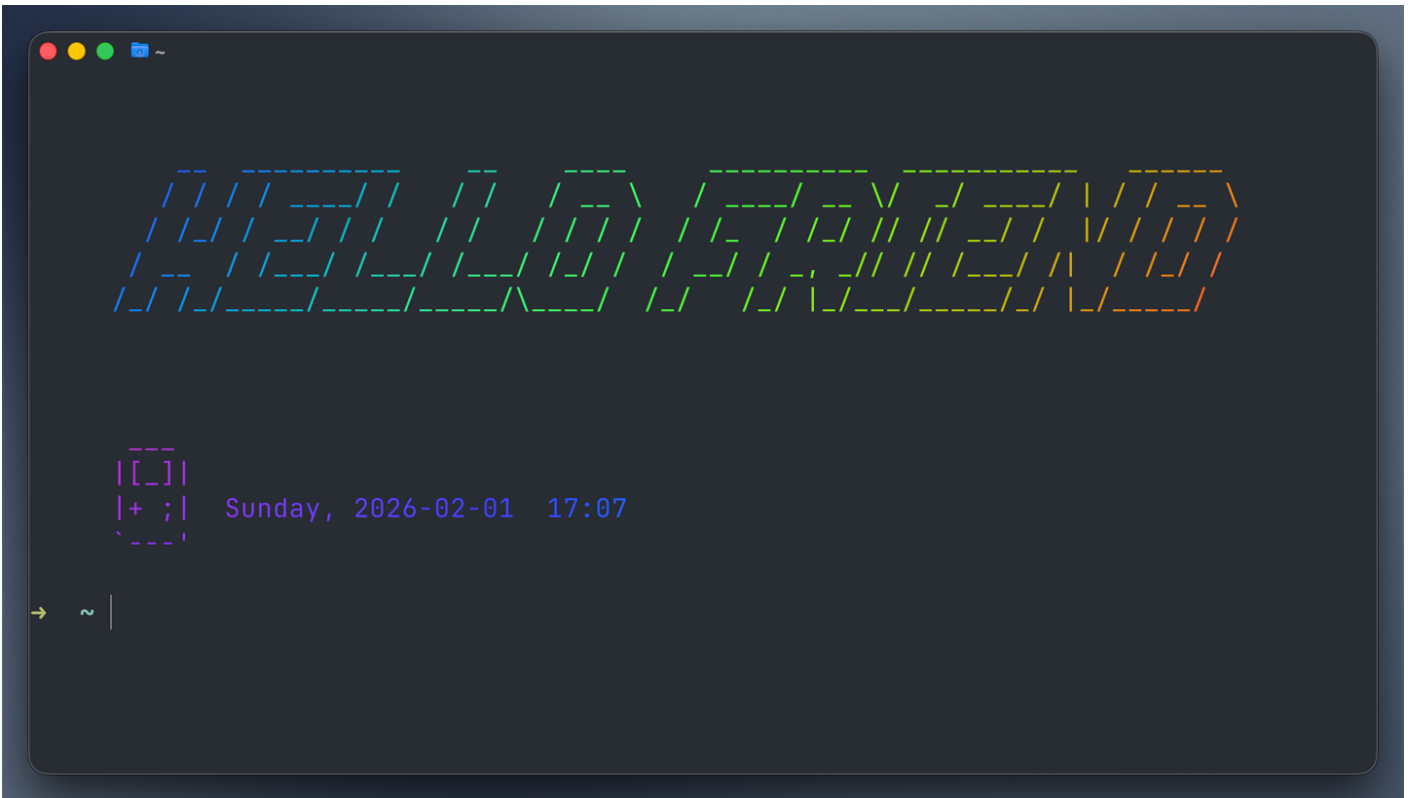 ~
HELLO FRIEND
|[_]|
|+ ;| Sunday, 2026-02-01 17:07
`---'
➜ ~